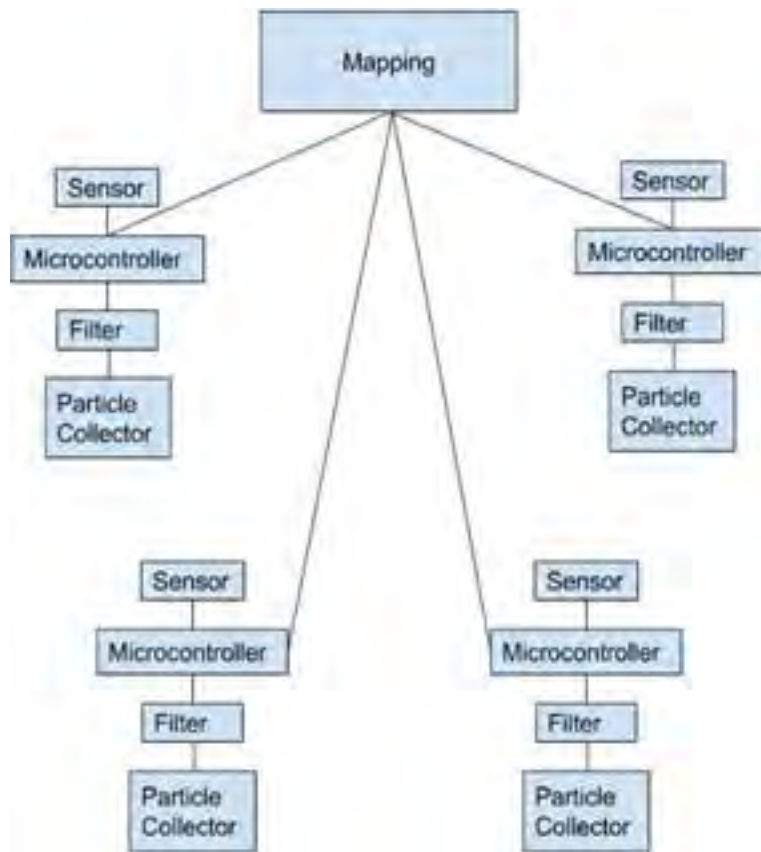 Mapping
Sensor
Microcontroller
Filter
Particle
Collector
Sensor
Microcontroller
Filter
Particle
Collector
Sensor
Microcontroller
Filter
Particle
Collector
Sensor
Microcontroller
Filter
Particle
Collector